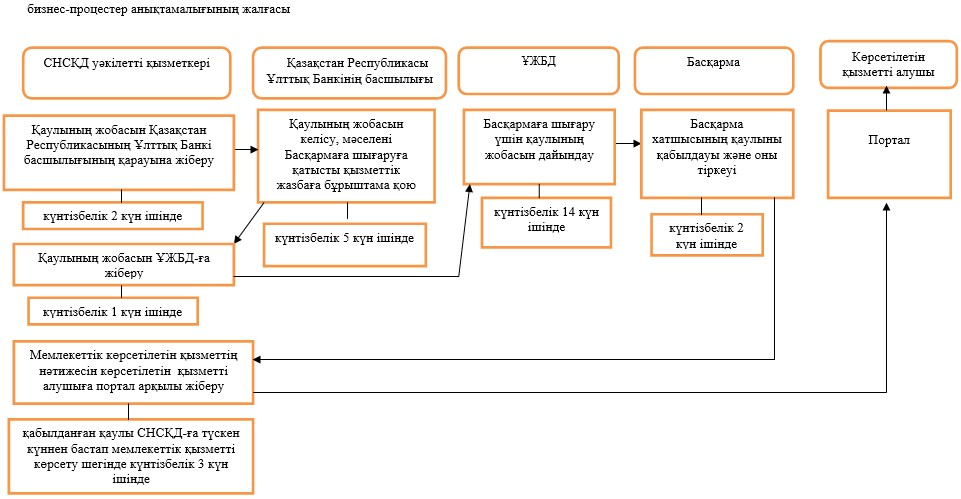 бизнес-процестер анықтамалығының жалғасы
СНСҚД уәкілетті қызметкері
Қазақстан Республикасы
Ұлттық Банкінің басшылығы
ҰЖБД
Басқарма
Көрсетілетін
қызметті алушы
Қаулының жобасын Қазақстан
Республикасының Ұлттық Банкі
басшылығының қарауына жіберу
Қаулының жобасын
келісу, мәселені
Басқармаға шығаруға
қатысты қызметтік
жазбаға бұрыштама қою
Басқармаға шығару
үшін қаулының
жобасын дайындау
Басқарма
хатшысының қаулыны
қабылдауы және оны
тіркеуі
Портал
күнтізбелік 2 күн ішінде
күнтізбелік 5 күн ішінде
күнтізбелік 14 күн
ішінде
күнтізбелік 2
күн ішінде
Қаулының жобасын ҰЖБД-ға
жіберу
күнтізбелік 1 күн ішінде
Мемлекеттік көрсетілетін қызметтің
нәтижесін көрсетілетін қызметті
алушыға портал арқылы жіберу
қабылданған қаулы СНСҚД-ға түскен
күннен бастап мемлекеттік қызметті
көрсету шегінде күнтізбелік 3 күн
ішінде